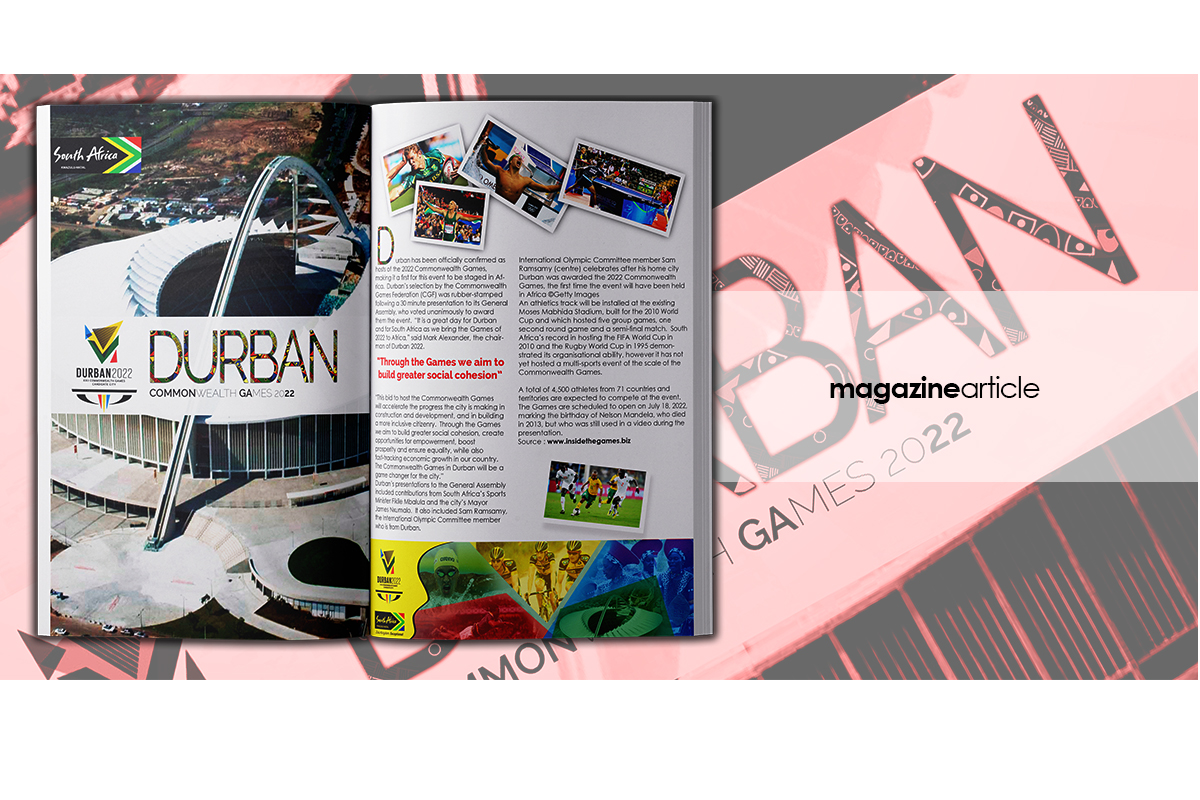 South Africa
KWAZULU-NATAL
DURBAN2022
XXII COMMONWEALTH GAMES
CANDIDATE CITY
DURBAN
COMMONWEALTH GAMES 2022
D
urban has been officially confirmed as
hosts of the 2022 Commonwealth Games,
making it a first for this event to be staged in Af-
rica. Durban's selection by the Commonwealth
Games Federation (CGF) was rubber-stamped
following a 30 minute presentation to its General
Assembly, who voted unanimously to award
them the event. "It is a great day for Durban
and for South Africa as we bring the Games of
2022 to Africa," said Mark Alexander, the chair-
man of Durban 2022.
"Through the Games we aim to
build greater social cohesion"
"This bid to host the Commonwealth Games
will accelerate the progress the city is making in
construction and development, and in building
a more inclusive citizenry. Through the Games
we aim to build greater social cohesion, create
opportunities for empowerment, boost
prosperity and ensure equality, while also
fast-tracking economic growth in our country.
The Commonwealth Games in Durban will be a
game changer for the city."
Durban's presentations to the General Assembly
included contributions from South Africa's Sports
Minister Fikile Mbalula and the city's Mayor
James Nxumalo. It also included Sam Ramsamy,
the International Olympic Committee member
who is from Durban.
International Olympic Committee member Sam
Ramsamy (centre) celebrates after his home city
Durban was awarded the 2022 Commonwealth
Games, the first time the event will have been held
in Africa ©Getty Images
An athletics track will be installed at the existing
Moses Mabhida Stadium, built for the 2010 World
Cup and which hosted five group games, one
second round game and a semi-final match. South
Africa's record in hosting the FIFA World Cup in
2010 and the Rugby World Cup in 1995 demon-
strated its organisational ability, however it has not
yet hosted a multi-sports event of the scale of the
Commonwealth Games.
A total of 4,500 athletes from 71 countries and
territories are expected to compete at the event.
The Games are scheduled to open on July 18, 2022,
marking the birthday of Nelson Mandela, who died
in 2013, but who was still used in a video during the
presentation.
Source : www.insidethegames.biz
DURBAN2022
South Africa
magazinearticle
BAN
GAMES 2022
COMMON